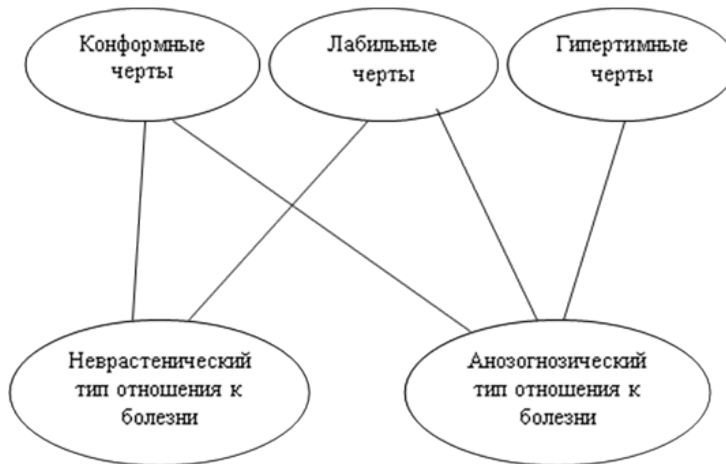 Конформные
черты
Лабильные
черты
Гипертимные
черты
Неврастенический
тип отношения к
болезни
Анозогнозический
тип отношения к
болезни